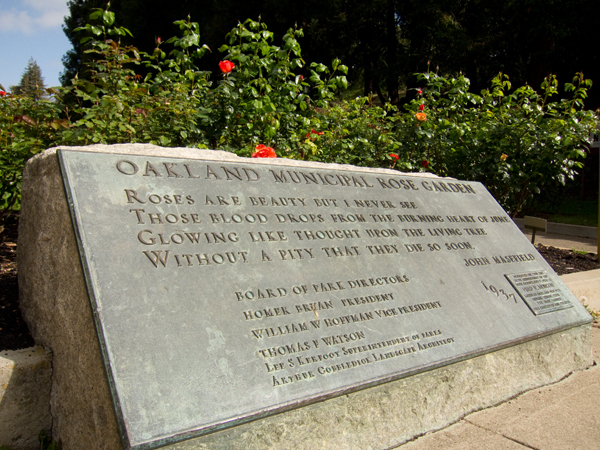 OAKLAND MUNICIPAL ROSE GARDEN
ROSES ARE BEAUTY BUT I NEVER SEE
THOSE BLOOD DROPS FROM THE BURNING HEART OF JUNE
GLOWING LIKE THOUGHT UPON THE LIVING TREE
WITHOUT A PITY THAT THEY DIE SO SOON.
JOHN MASEFIELD
BOARD OF PARK DIRECTORS
HOMER BRYAN PRESIDENT
WILLIAM W HOFFMAN VICE PRESIDENT
THOMAS P WATSON
LEE S KERFOOT SUPERINTENDENT OF PARKS
ARTHUR COBBLEDICK LANDSCAPE ARCHITECT
1937